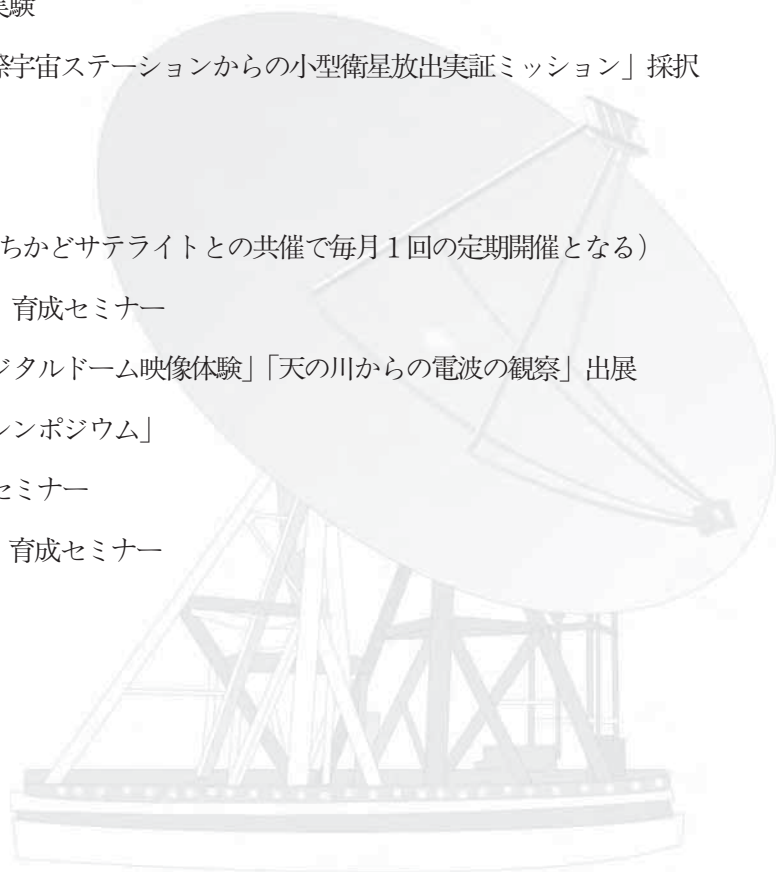 実験
際宇宙ステーションからの小型衛星放出実証ミッション」採択
ちかどサテライトとの共催で毎月1回の定期開催となる)
育成セミナー
ジタルドーム映像体験」「天の川からの電波の観察」出展
シンポジウム」
セミナー
育成セミナー